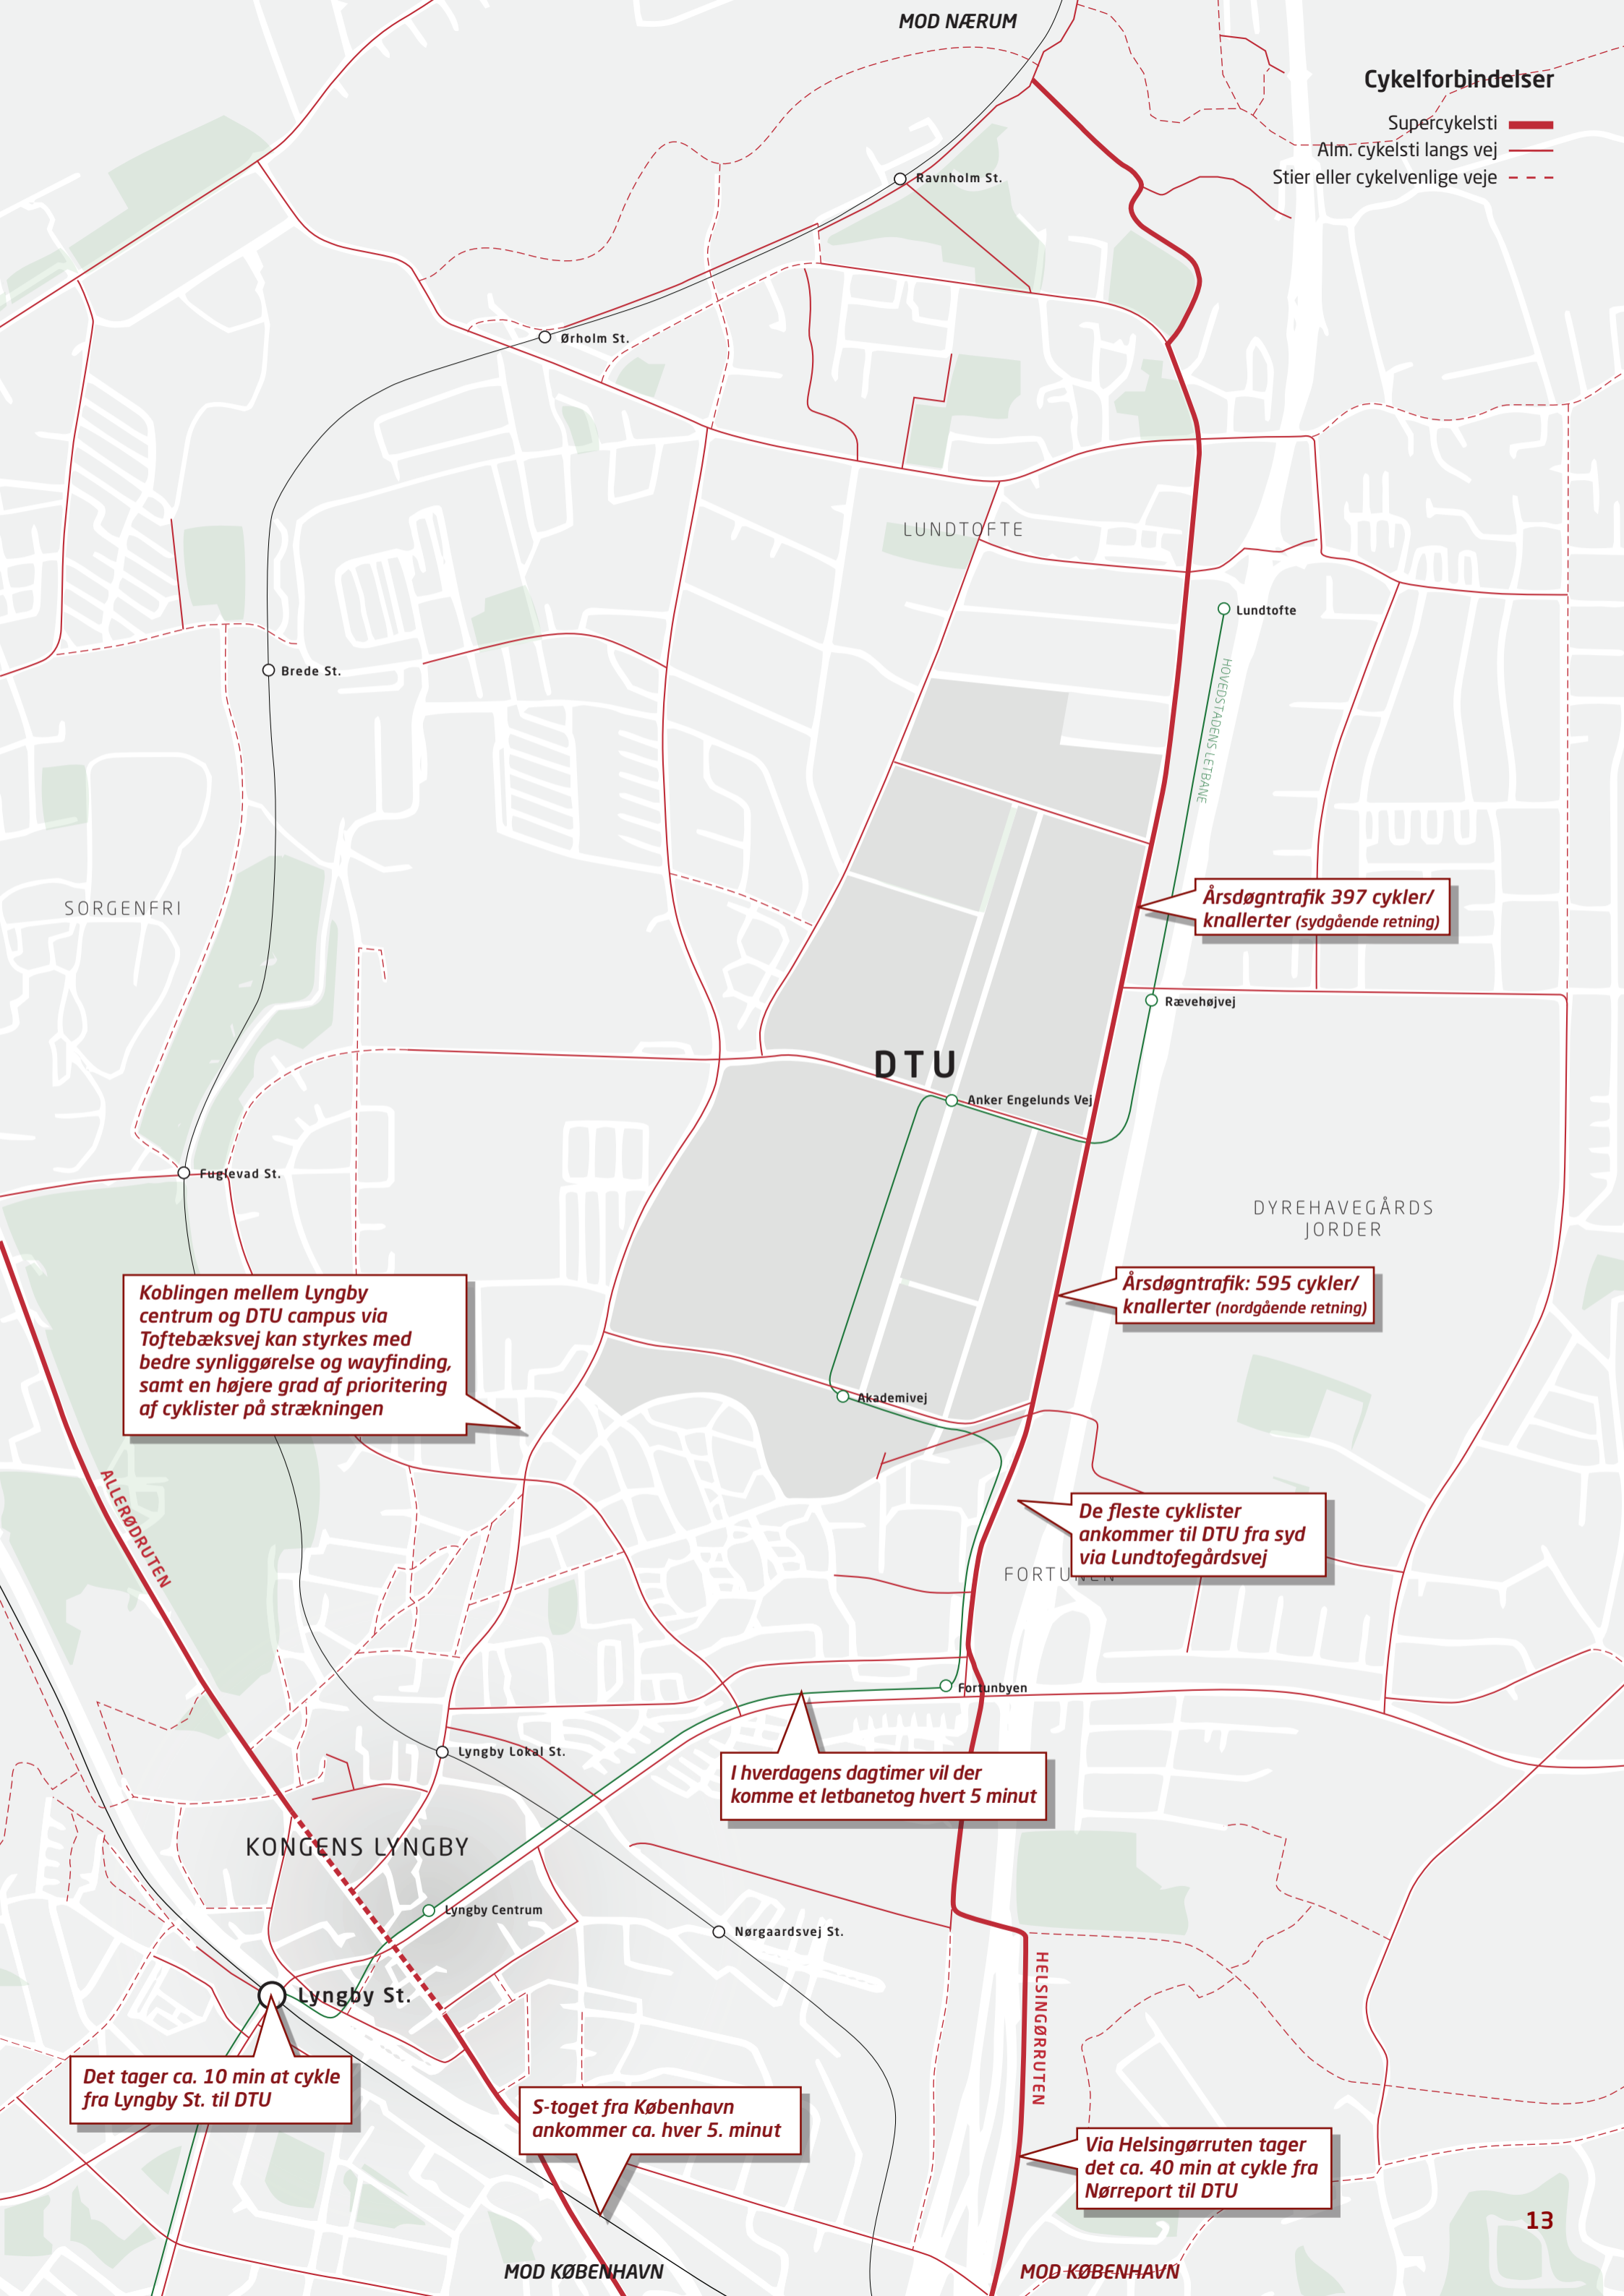 MOD NÆRUM
Cykelforbindelser
Supercykelsti
Alm. cykelsti langs vej
Stier eller cykelvenlige veje
Ravnholm St.
Ørholm St.
LUNDTOFTE
Lundtofte
HOVEDSTADENS LETBANE
Brede St.
SORGENFRI
Årsdøgntrafik 397 cykler/
knallerter (sydgående retning)
Rævehøjvej
DTU
Anker Engelunds Vej
Fuglevad St.
DYREHAVEGÅRDS
JORDER
Årsdøgntrafik: 595 cykler/
knallerter (nordgående retning)
Koblingen mellem Lyngby
centrum og DTU campus via
Toftebæksvej kan styrkes med
bedre synliggørelse og wayfinding,
samt en højere grad af prioritering
af cyklister på strækningen
Akademivej
ALLERØDRUTEN
De fleste cyklister
ankommer til DTU fra syd
via Lundtofegårdsvej
FORTUNEN
Fortunbyen
Lyngby Lokal St.
I hverdagens dagtimer vil der
komme et letbanetog hvert 5 minut
KONGENS LYNGBY
Lyngby Centrum
Nørgaardsvej St.
HELSINGØRRUTEN
Lyngby St.
Det tager ca. 10 min at cykle
fra Lyngby St. til DTU
S-toget fra København
ankommer ca. hver 5. minut
Via Helsingørruten tager
det ca. 40 min at cykle fra
Nørreport til DTU
13
MOD KØBENHAVN
MOD KØBENHAVN